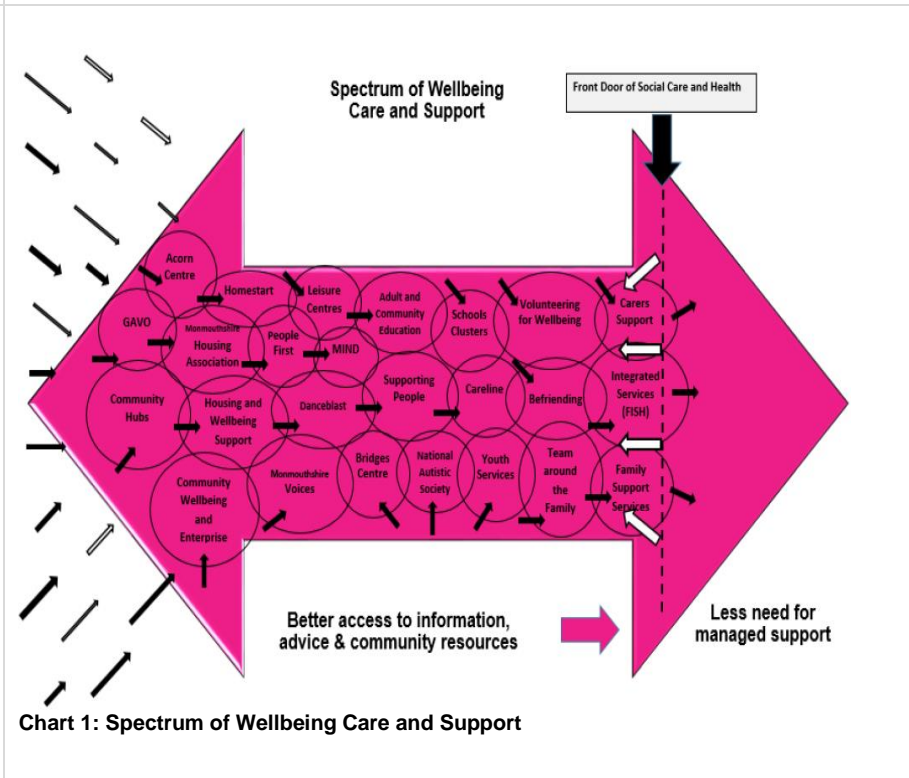 Spectrum of Wellbeing
Care and Support
Front Door of Social Care and Health
Acorn
Centre
Homestart
Leisure
Centres
Adult and
Community
Education
Schools
Clusters
Volunteering
for Wellbeing
Carers
Support
GAVO
Monmouthshire
Housing
Association
People
First
MIND
Community
Hubs
Housing and
Wellbeing
Support
Danceblast
Supporting
People
Careline
Befriending
Integrated
Services
(FISH)
Community
Wellbeing
and
Enterprise
Monmouthshire
Voices
Bridges
Centre
National
Autistic
Society
Youth
Services
Team
around
the
Family
Family
Support
Services
Better access to information,
advice & community resources
Less need for
managed support
Chart 1: Spectrum of Wellbeing Care and Support